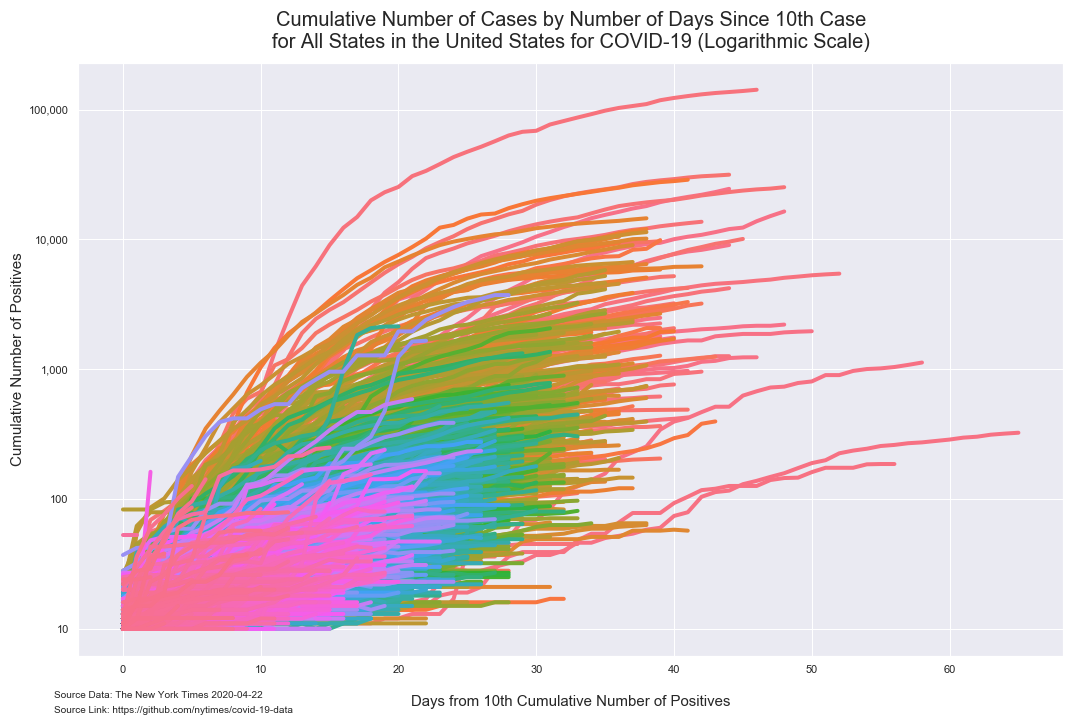 Cumulative Number of Cases by Number of Days Since 10th Case
for All States in the United States for COVID-19 (Logarithmic Scale)
Cumulative Number of Positives
100,000
10,000
1,000
100
10
0 10 20 30 40 50 60
Days from 10th Cumulative Number of Positives
Source Data: The New York Times 2020-04-22
Source Link: https://github.com/nytimes/covid-19-data